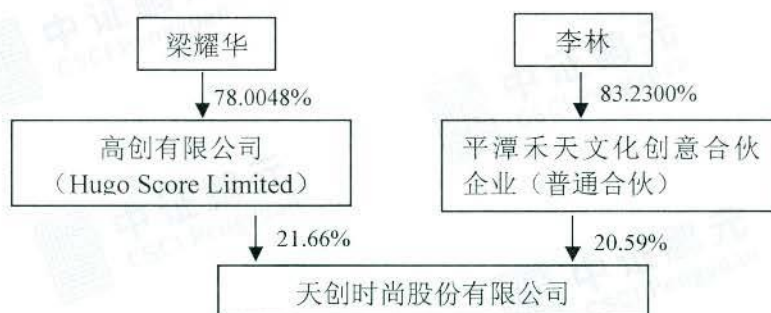 梁耀华
李林
78.0048%
83.2300%
高创有限公司
（Hugo Score Limited）
平潭禾天文化创意合伙
企业（普通合伙）
21.66%
20.59%
天创时尚股份有限公司